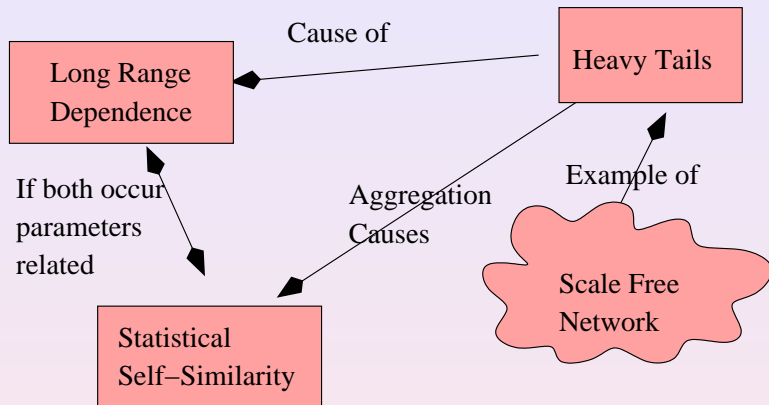 Cause of
Long Range
Dependence
Heavy Tails
If both occur
parameters
related
Aggregation
Causes
Example of
Scale Free
Network
Statistical
Self−Similarity